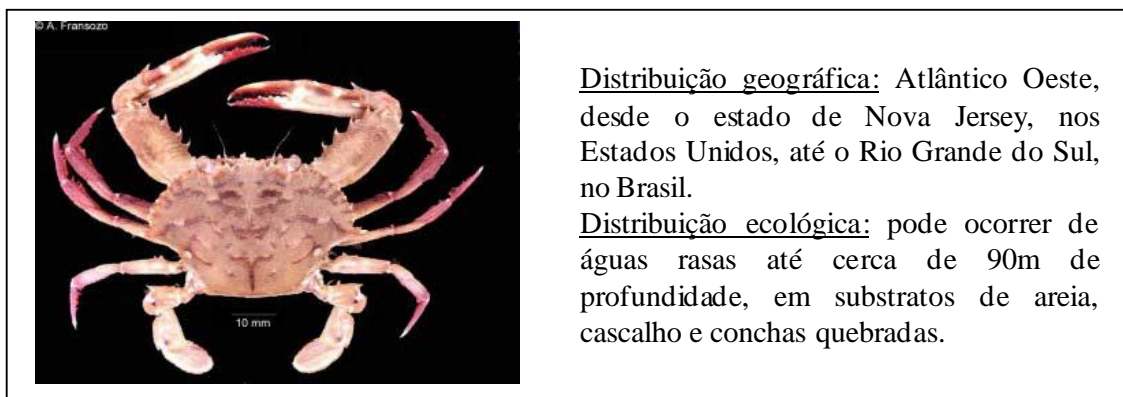 © A. Fransozo
10 mm
Distribuição geográfica: Atlântico Oeste,
desde o estado de Nova Jersey, nos
Estados Unidos, até o Rio Grande do Sul,
no Brasil.
Distribuição ecológica: pode ocorrer de
águas rasas até cerca de 90m de
profundidade, em substratos de areia,
cascalho e conchas quebradas.